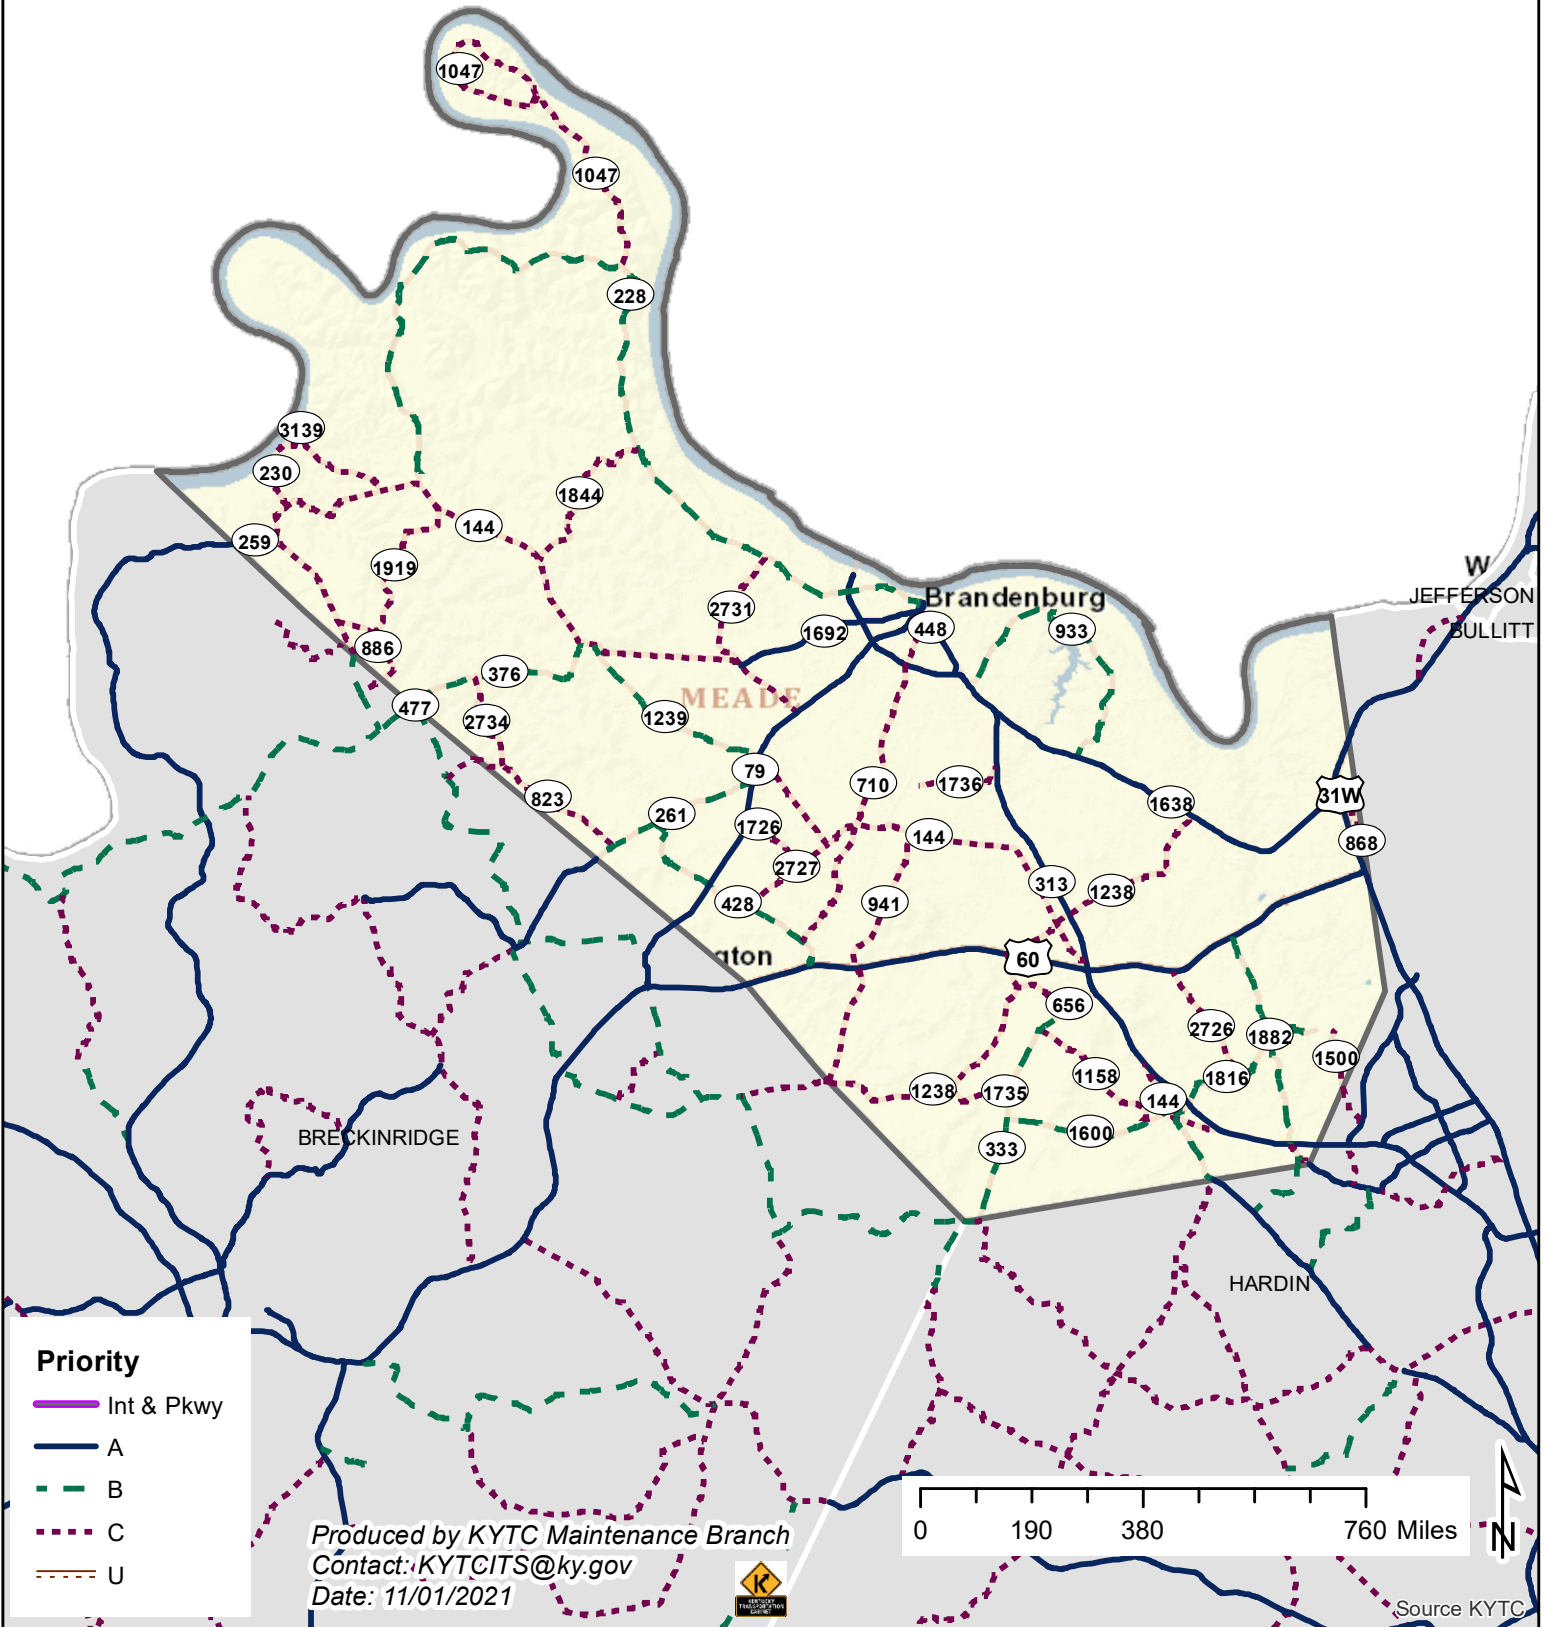 1047
1047
228
3139
230
1844
144
259
1919
W
JEFFERSON
Brandenburg
2731
1692
448
933
BULLITT
886
376
MEADE
477
2734
1239
79
710
1736
31W
823
1638
261
1726
144
868
2727
313
1238
428
941
gton
60
656
2726
1882
1500
1158
1816
1238
1735
144
1600
BRECKINRIDGE
333
HARDIN
Priority
Int & Pkwy
A
B
C
U
0 190 380 760 Miles
N
Produced by KYTC Maintenance Branch
Contact: KYTCITS@ky.gov
Date: 11/01/2021
KENTUCKY
TRANSPORTATION
CABINET
Source KYTC